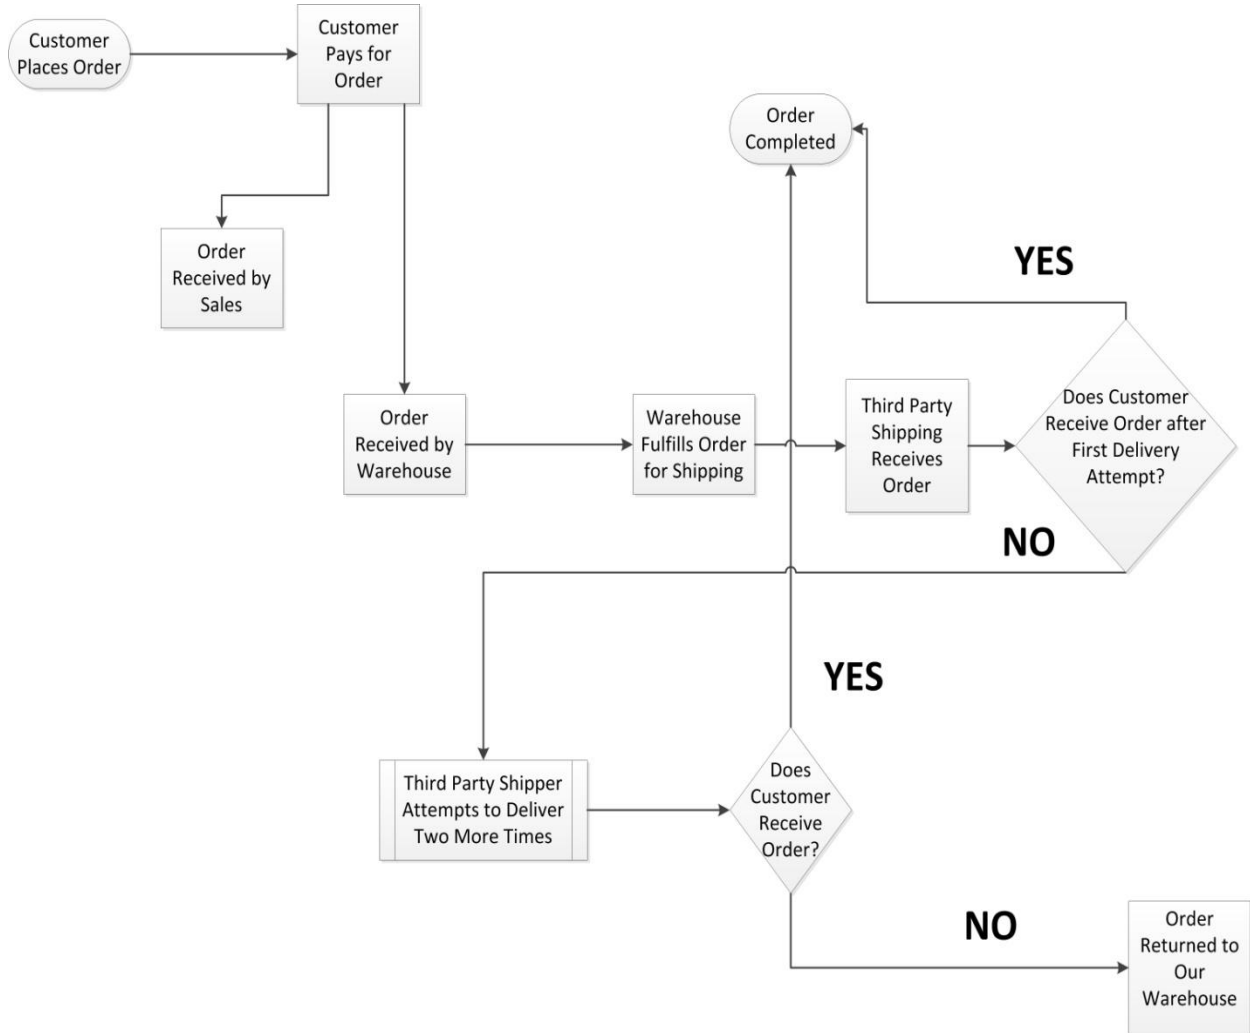 Customer
Places Order
Customer
Pays for
Order
Order
Completed
Order
Received by
Sales
YES
Order
Received by
Warehouse
Warehouse
Fulfills Order
for Shipping
Third Party
Shipping
Receives
Order
Does Customer
Receive Order after
First Delivery
Attempt?
NO
YES
Third Party Shipper
Attempts to Deliver
Two More Times
Does
Customer
Receive
Order?
NO
Order
Returned to
Our
Warehouse